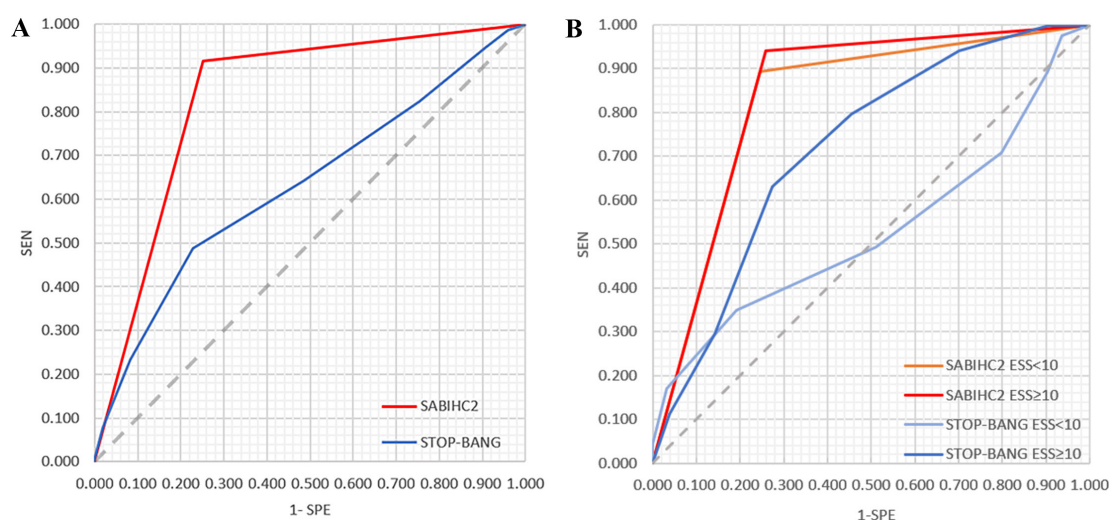 A
1.000
0.900
0.800
0.700
0.600
0.500
0.400
0.300
0.200
0.100
0.000
SEN
SABIHC2
STOP-BANG
0.000 0.100 0.200 0.300 0.400 0.500 0.600 0.700 0.800 0.900 1.000
1- SPE
B
1.000
0.900
0.800
0.700
0.600
0.500
0.400
0.300
0.200
0.100
0.000
SEN
SABIHC2 ESS<10
SABIHC2 ESS≥10
STOP-BANG ESS<10
STOP-BANG ESS≥10
0.000 0.100 0.200 0.300 0.400 0.500 0.600 0.700 0.800 0.900 1.000
1-SPE